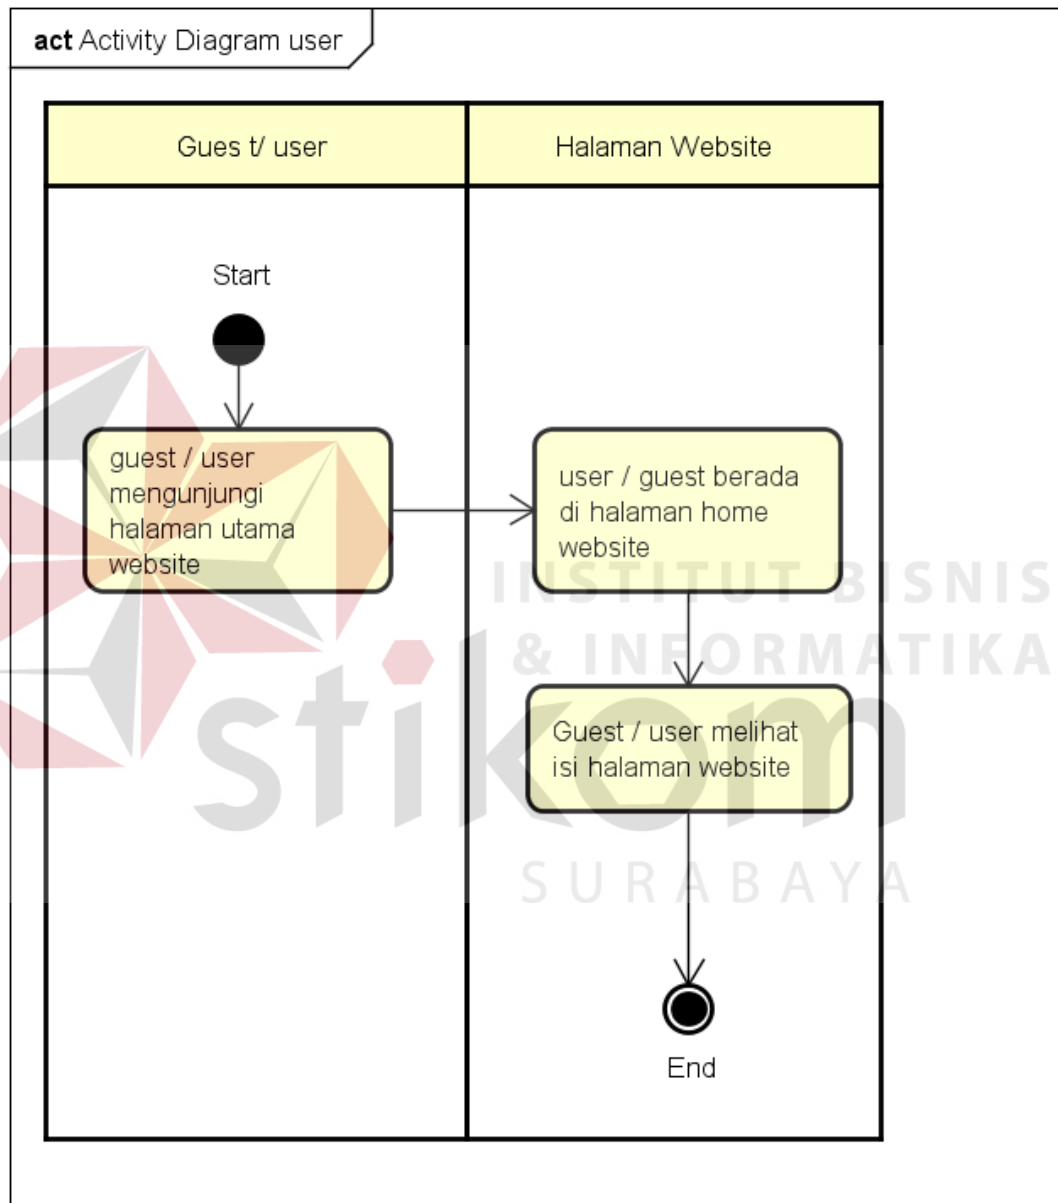 act Activity Diagram user
Gues t/ user
Halaman Website
Start
guest / user
mengunjungi
halaman utama
website
user / guest berada
di halaman home
website
Guest / user melihat
isi halaman website
End
INSTITUT BISNIS
& INFORMATIKA
stikom
SURABAYA